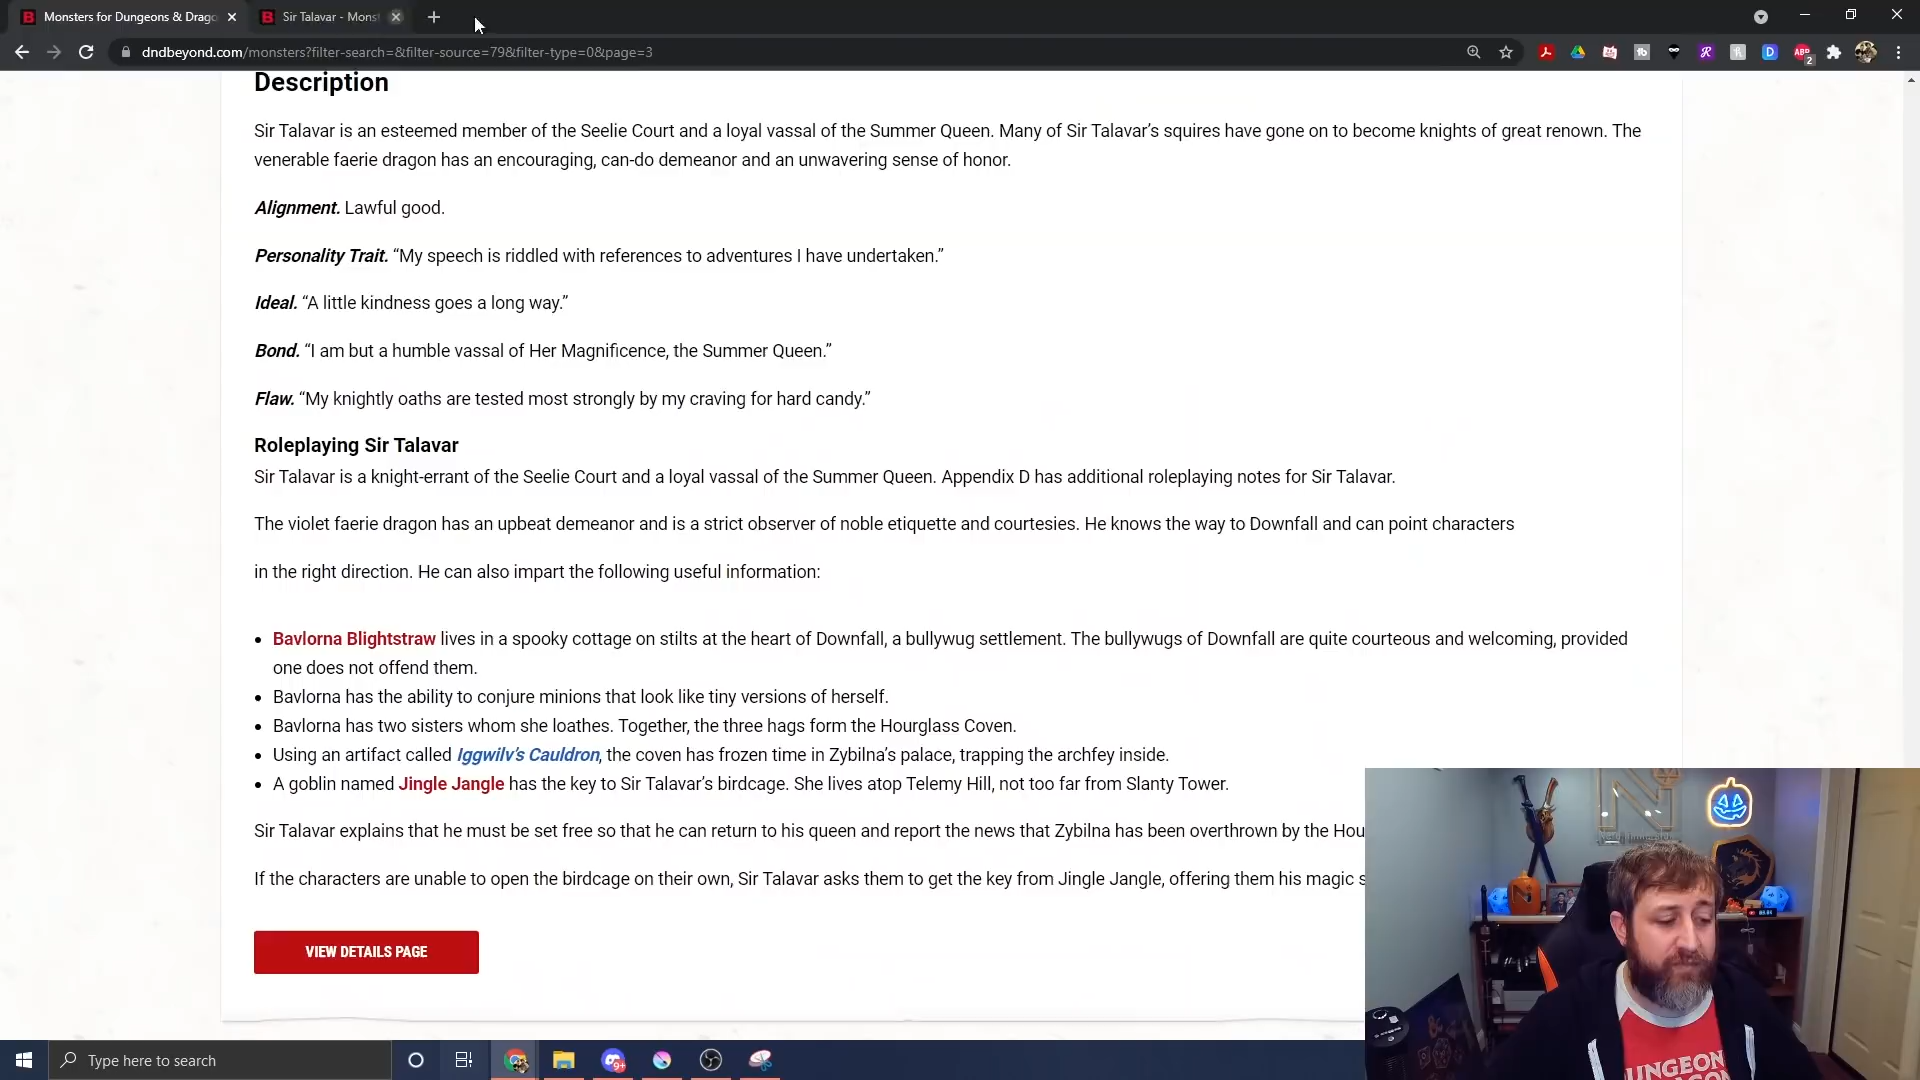 Monsters for Dungeons & Drago
Sir Talavar - Mons
dndbeyond.com/monsters?filter-search=&filter-source=79&filter-type=0&page=3
Description
Sir Talavar is an esteemed member of the Seelie Court and a loyal vassal of the Summer Queen. Many of Sir Talavar’s squires have gone on to become knights of great renown. The
venerable faerie dragon has an encouraging, can-do demeanor and an unwavering sense of honor.
Alignment. Lawful good.
Personality Trait. “My speech is riddled with references to adventures I have undertaken.”
Ideal. “A little kindness goes a long way.”
Bond. “I am but a humble vassal of Her Magnificence, the Summer Queen.”
Flaw. “My knightly oaths are tested most strongly by my craving for hard candy.”
Roleplaying Sir Talavar
Sir Talavar is a knight-errant of the Seelie Court and a loyal vassal of the Summer Queen. Appendix D has additional roleplaying notes for Sir Talavar.
The violet faerie dragon has an upbeat demeanor and is a strict observer of noble etiquette and courtesies. He knows the way to Downfall and can point characters
in the right direction. He can also impart the following useful information:
• Bavlorna Blightstraw lives in a spooky cottage on stilts at the heart of Downfall, a bullywug settlement. The bullywugs of Downfall are quite courteous and welcoming, provided
one does not offend them.
• Bavlorna has the ability to conjure minions that look like tiny versions of herself.
• Bavlorna has two sisters whom she loathes. Together, the three hags form the Hourglass Coven.
• Using an artifact called Iggwilv’s Cauldron, the coven has frozen time in Zybilna’s palace, trapping the archfey inside.
• A goblin named Jingle Jangle has the key to Sir Talavar’s birdcage. She lives atop Telemy Hill, not too far from Slanty Tower.
Sir Talavar explains that he must be set free so that he can return to his queen and report the news that Zybilna has been overthrown by the Hou
If the characters are unable to open the birdcage on their own, Sir Talavar asks them to get the key from Jingle Jangle, offering them his magic s
VIEW DETAILS PAGE
Type here to search